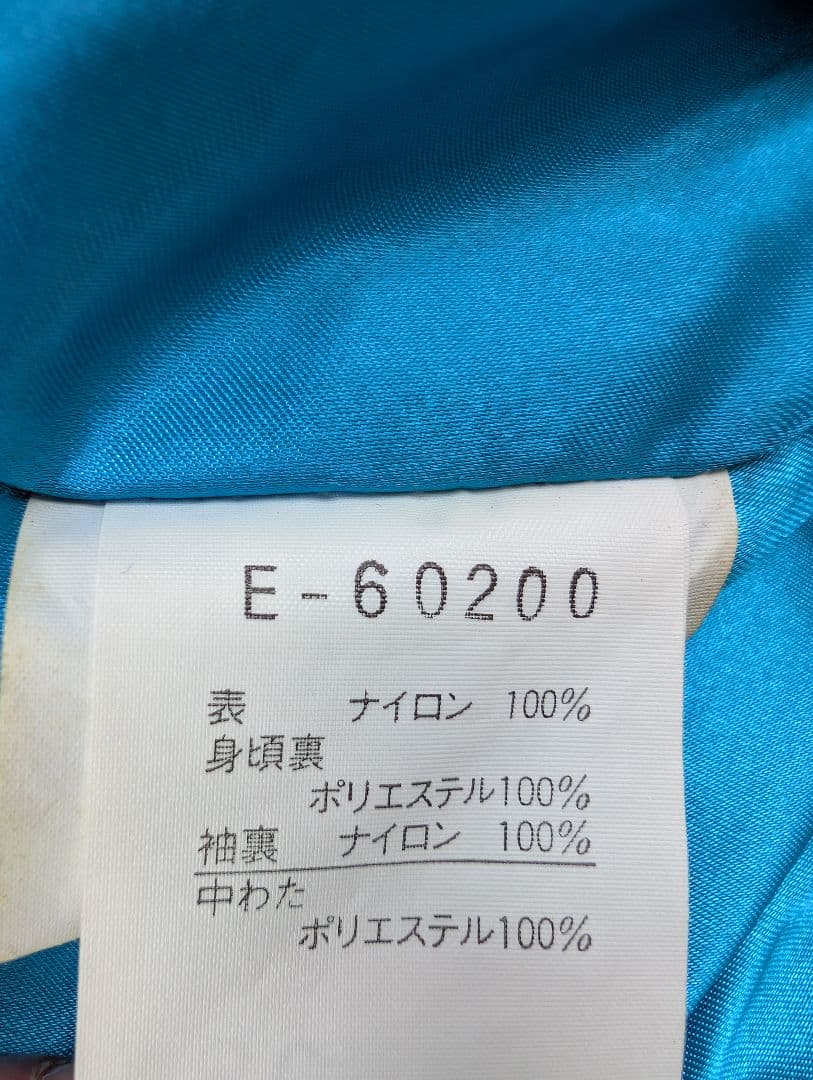 E-60200
表 ナイロン 100%
身頃裏
ポリエステル100%
袖裏 ナイロン 100%
中わた
ポリエステル100%